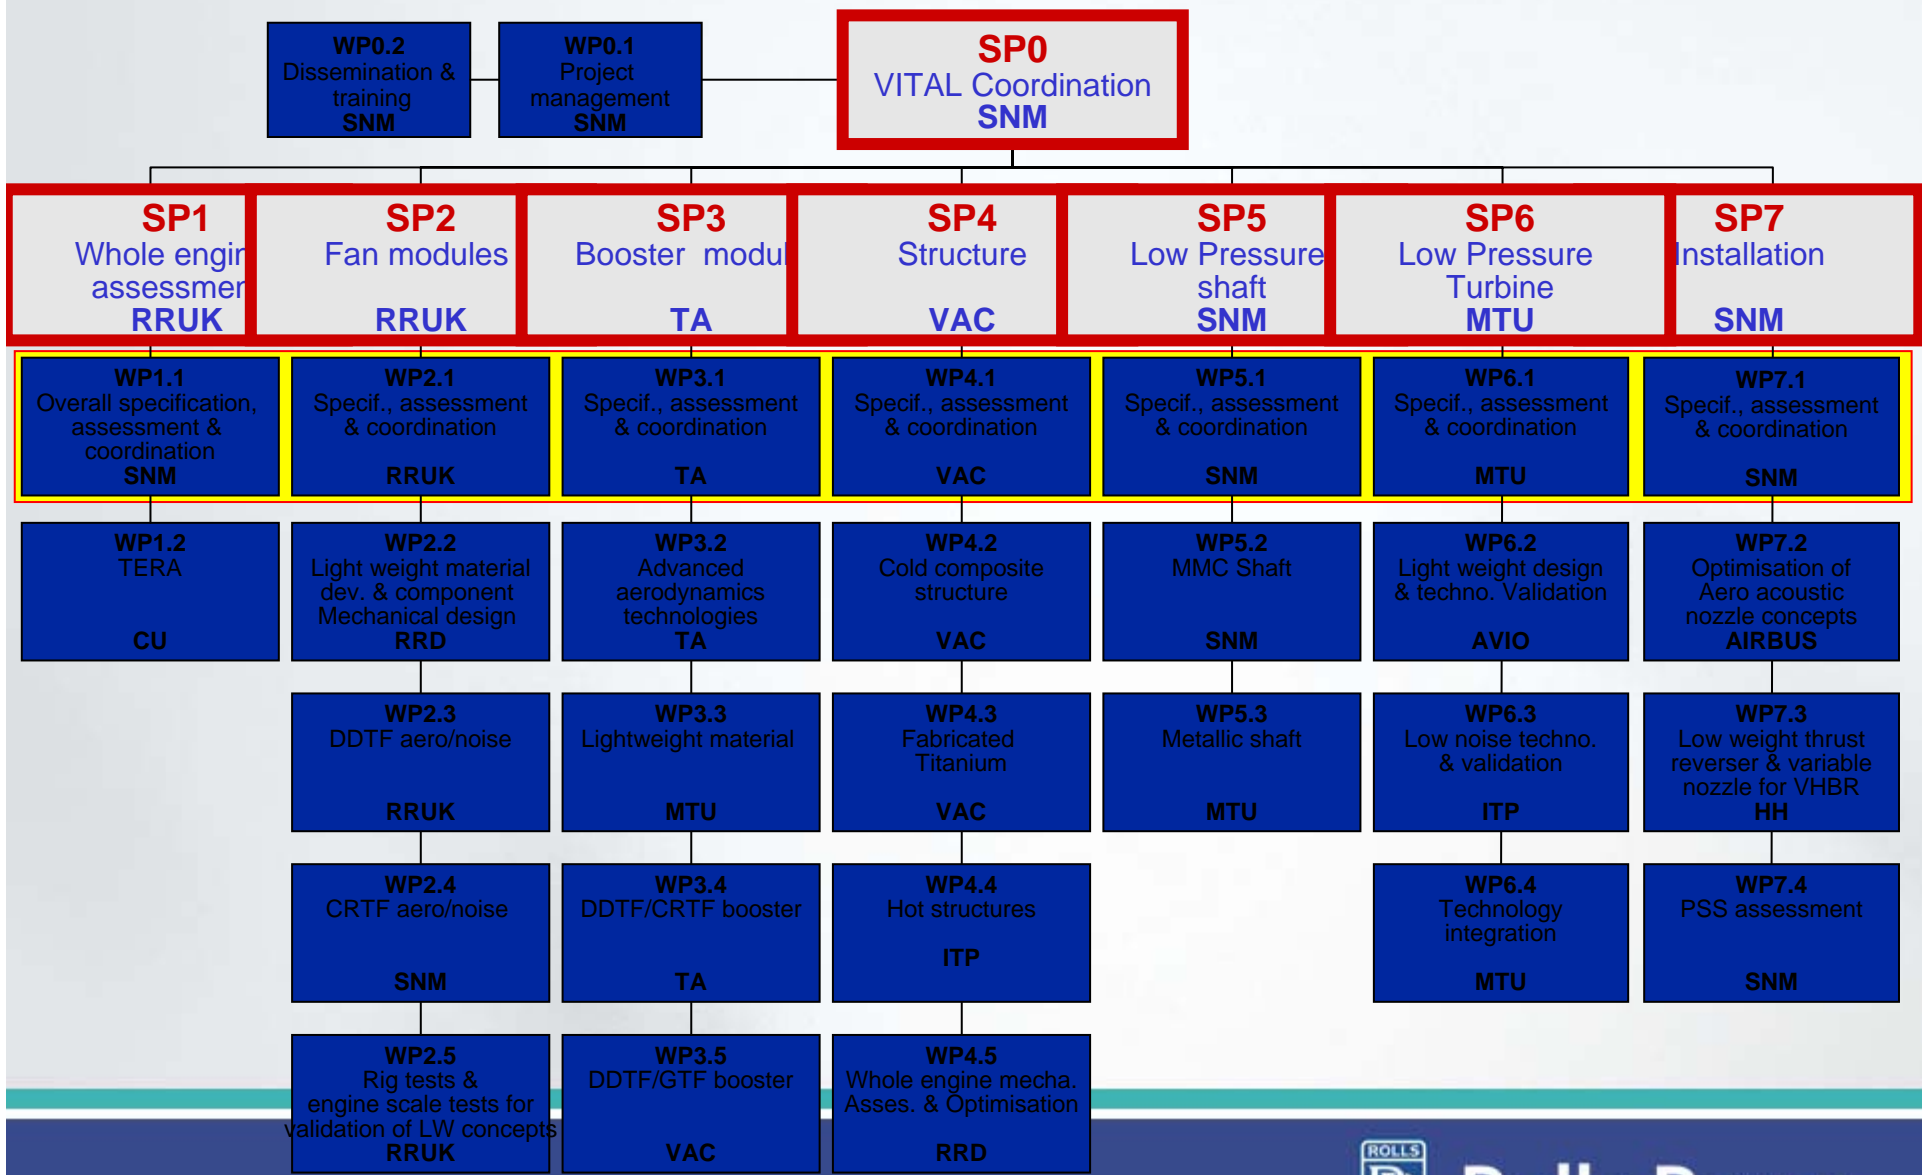 WP0.2
Dissemination &
training
SNM
WP0.1
Project
management
SNM
SP0
VITAL Coordination
SNM
SP1
Whole engin
assessmer
RRUK
SP2
Fan modules
RRUK
SP3
Booster modul
TA
SP4
Structure
VAC
SP5
Low Pressure
shaft
SNM
SP6
Low Pressure
Turbine
MTU
SP7
Installation
SNM
WP1.1
Overall specification,
assessment &
coordination
SNM
WP2.1
Specif., assessment
& coordination
RRUK
WP3.1
Specif., assessment
& coordination
TA
WP4.1
Specif., assessment
& coordination
VAC
WP5.1
Specif., assessment
& coordination
SNM
WP6.1
Specif., assessment
& coordination
MTU
WP7.1
Specif., assessment
& coordination
SNM
WP1.2
TERA
CU
WP2.2
Light weight material
dev. & component
Mechanical design
RRD
WP3.2
Advanced
aerodynamics
technologies
TA
WP4.2
Cold composite
structure
VAC
WP5.2
MMC Shaft
SNM
WP6.2
Light weight design
& techno. Validation
AVIO
WP7.2
Optimisation of
Aero acoustic
nozzle concepts
AIRBUS
WP2.3
DDTF aero/noise
RRUK
WP3.3
Lightweight material
MTU
WP4.3
Fabricated
Titanium
VAC
WP5.3
Metallic shaft
MTU
WP6.3
Low noise techno.
& validation
ITP
WP7.3
Low weight thrust
reverser & variable
nozzle for VHBR
HH
WP2.4
CRTF aero/noise
SNM
WP3.4
DDTF/CRTF booster
TA
WP4.4
Hot structures
ITP
WP6.4
Technology
integration
MTU
WP7.4
PSS assessment
SNM
WP2.5
Rig tests &
engine scale tests for
validation of LW concepts
RRUK
WP3.5
DDTF/GTF booster
VAC
WP4.5
Whole engine mecha.
Asses. & Optimisation
RRD
ROLLS